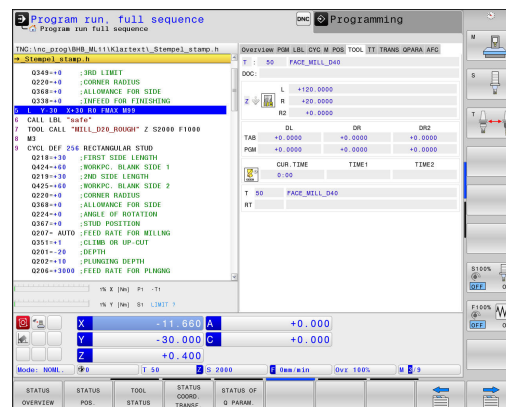 Program run, full sequence
Program run, full sequence
DNC
Programming
TNC:\nc_prog\BHB_ML11\Klartext\_Stempel_stamp.h
→_Stempel_stamp.h
Q349=+0 ;3RD LIMIT
Q220=+0 ;CORNER RADIUS
Q368=+0 ;ALLOWANCE FOR SIDE
Q338=+0 ;INFEED FOR FINISHING
5 L Y-30 X+30 R0 FMAX M99
6 CALL LBL "safe"
7 TOOL CALL "MILL_D20_ROUGH" Z S2000 F1000
8 M3
9 CYCL DEF 256 RECTANGULAR STUD
Q218=+30 ;FIRST SIDE LENGTH
Q424=+60 ;WORKPC. BLANK SIDE 1
Q219=+30 ;2ND SIDE LENGTH
Q425=+60 ;WORKPC. BLANK SIDE 2
Q220=+0 ;CORNER RADIUS
Q368=+0 ;ALLOWANCE FOR SIDE
Q224=+0 ;ANGLE OF ROTATION
Q367=+0 ;STUD POSITION
Q207= AUTO ;FEED RATE FOR MILLNG
Q351=+1 ;CLIMB OR UP-CUT
Q201=-20 ;DEPTH
Q202=+10 ;PLUNGING DEPTH
Q206=+3000 ;FEED RATE FOR PLNGNG
Overview PGM LBL CYC M POS TOOL TT TRANS QPARA AFC
T : 50 FACE_MILL_D40
DOC:
L +120.0000
Z R +20.0000
R2 +0.0000
DL DR DR2
TAB +0.0000 +0.0000 +0.0000
PGM +0.0000 +0.0000 +0.0000
CUR.TIME TIME1 TIME2
0:00
T 50 FACE_MILL_D40
RT
1% X [Nm] P1 -T1
1% Y [Nm] S1 LIMIT 1
X -11.660 A +0.000
Y -30.000 C +0.000
Z +0.400
Mode: NOML. 0 T 50 Z S 2000 F 0mm/min Ovr 100% M 5/9
STATUS OVERVIEW
STATUS POS.
TOOL STATUS
STATUS COORD. TRANSF.
STATUS OF Q PARAM.
M
S
T
S100%
OFF
F100%
OFF